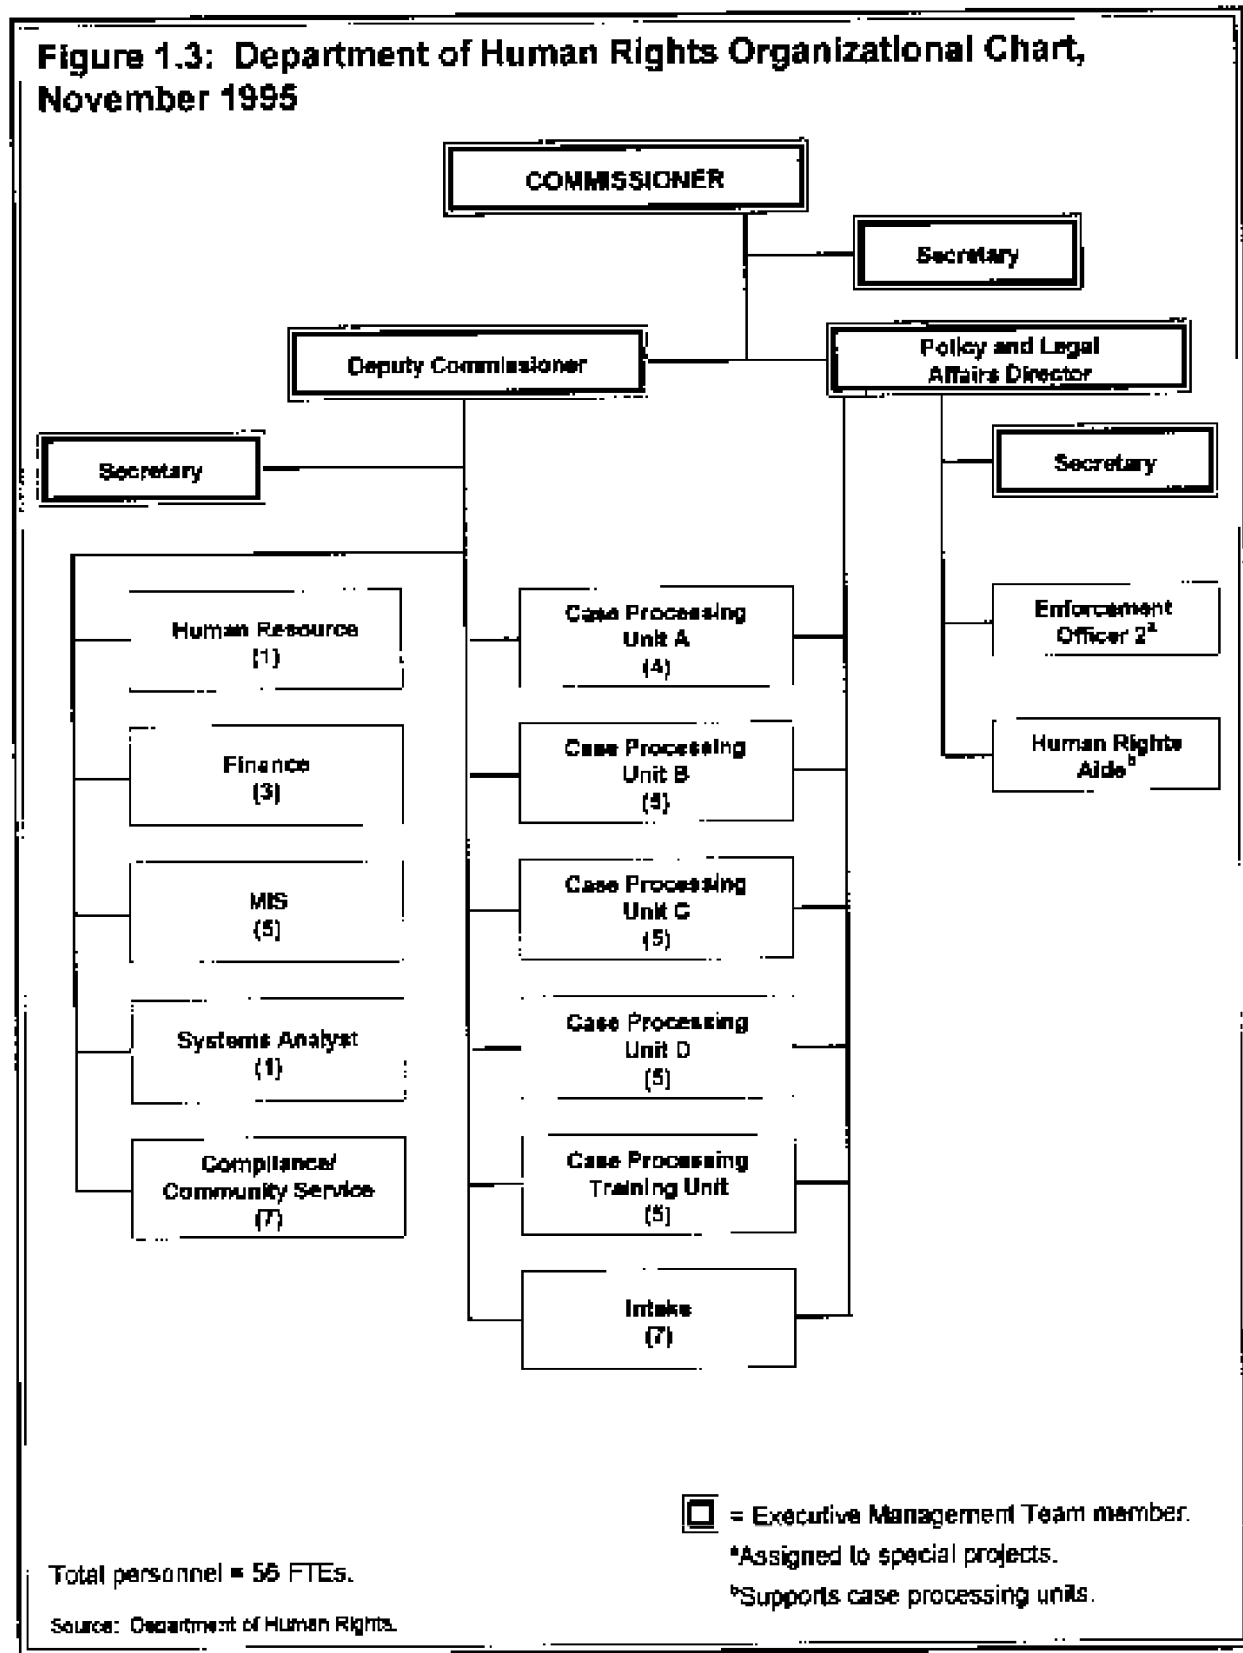 Figure 1.3: Department of Human Rights Organizational Chart,
November 1995
COMMISSIONER
Secretary
Deputy Commissioner
Policy and Legal
Affairs Director
Secretary
Secretary
Human Resource
(1)
Finance
(3)
MIS
(5)
Systems Analyst
(1)
Compliance/
Community Service
(7)
Case Processing
Unit A
(4)
Case Processing
Unit B
(5)
Case Processing
Unit C
(5)
Case Processing
Unit D
(5)
Case Processing
Training Unit
(5)
Intake
(7)
Enforcement
Officer 2ᵃ
Human Rights
Aideᵇ
= Executive Management Team member.
ᵃAssigned to special projects.
ᵇSupports case processing units.
Total personnel = 56 FTEs.
Source: Department of Human Rights.